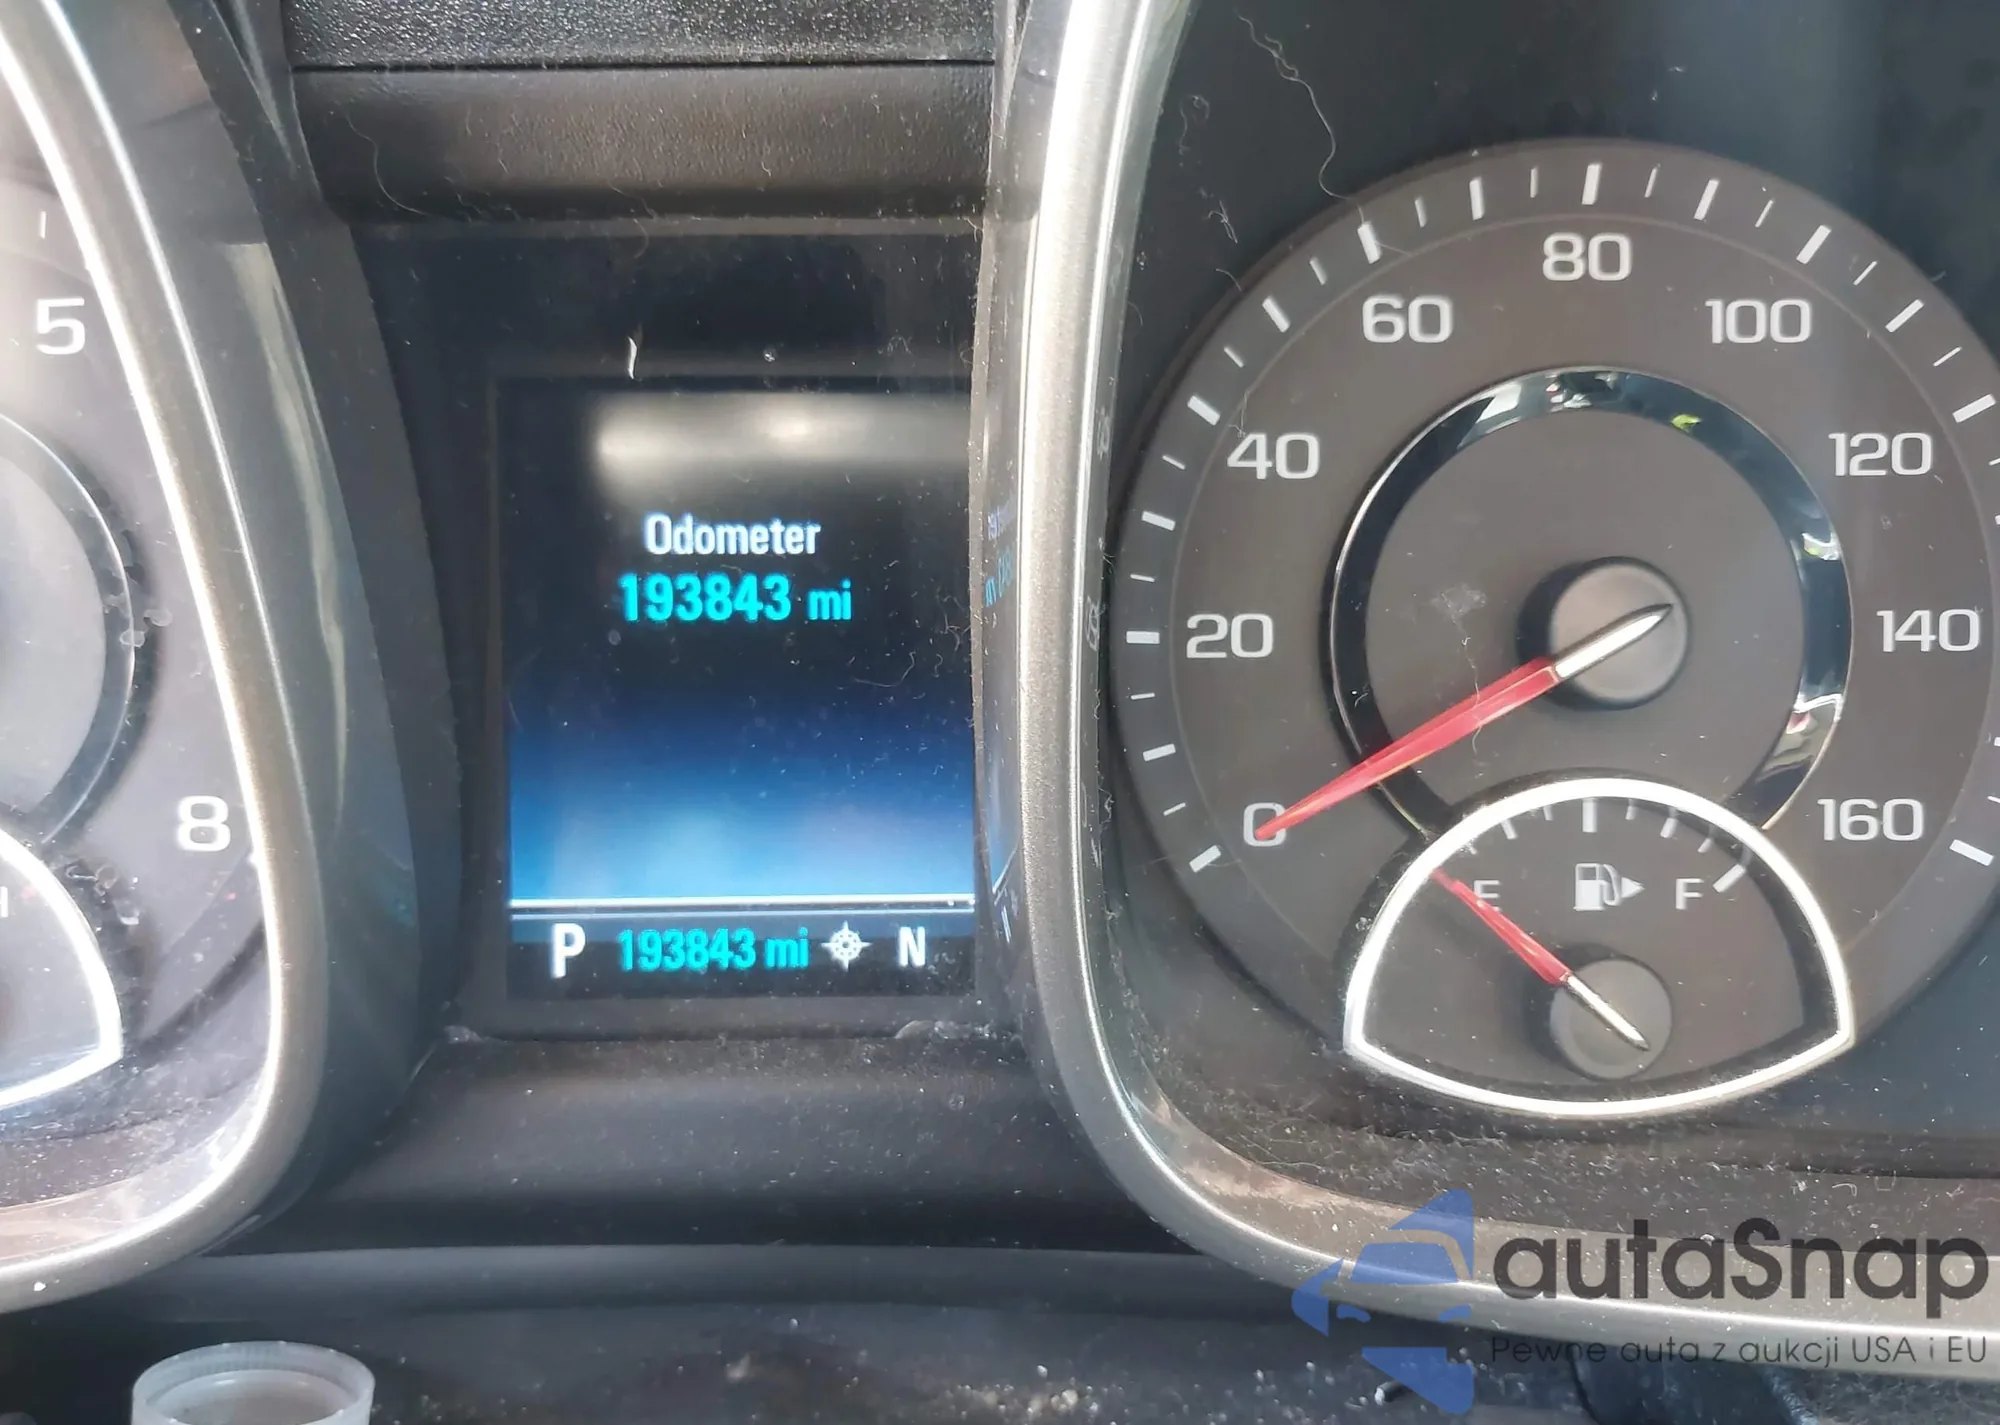 5
8
H
Odometer
193843 mi
P 193843 mi N
0
20
40
60
80
100
120
140
160
E F
autaSnap
Pewne auta z aukcji USA i EU